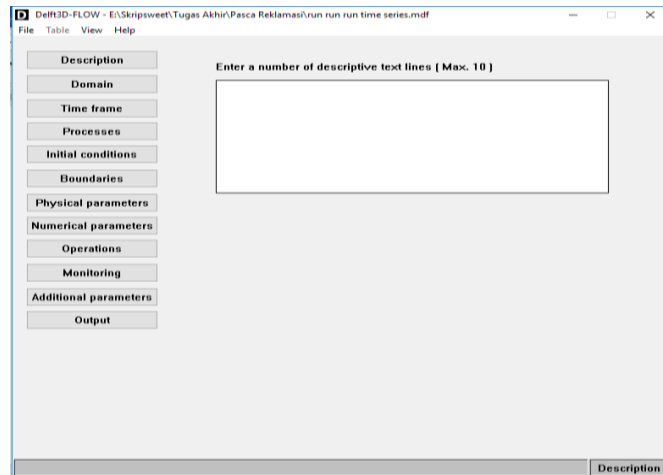 D Delft3D-FLOW - E:\Skripsweet\Tugas Akhir\Pasca Reklamasi\run run run time series.mdf
File Table View Help
Description
Enter a number of descriptive text lines ( Max. 10 )
Domain
Time frame
Processes
Initial conditions
Boundaries
Physical parameters
Numerical parameters
Operations
Monitoring
Additional parameters
Output
Description